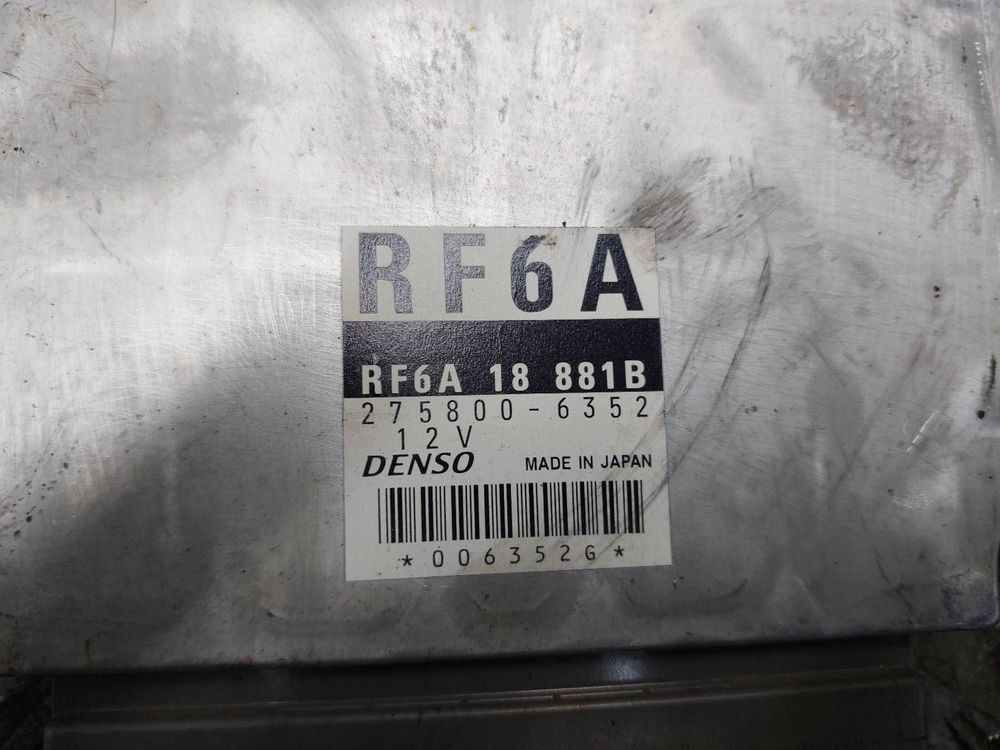 RF6A
RF6A 18 881B
275800-6352
12V
DENSO MADE IN JAPAN
*006352G*